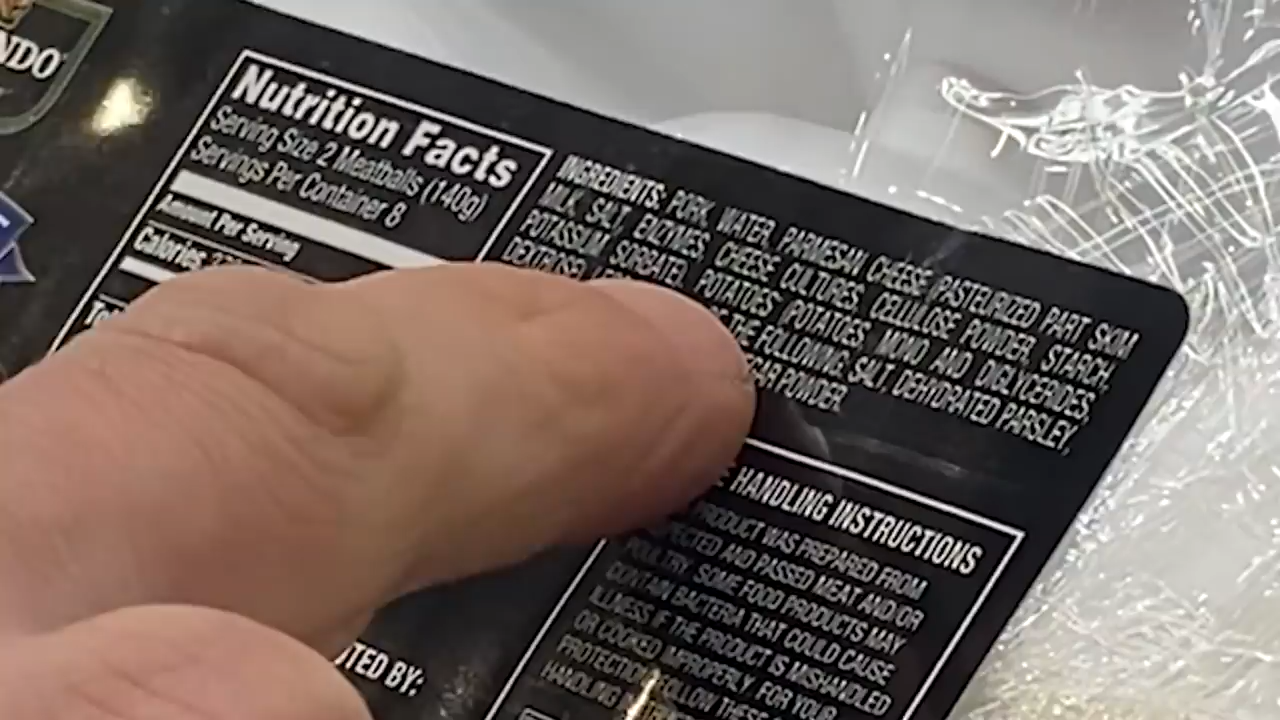 NDO
Nutrition Facts
Serving Size 2 Meatballs (140g)
Servings Per Container 8
Amount Per Serving
Calories
INGREDIENTS: PORK, WATER, PARMESAN CHEESE (PASTEURIZED PART SKIM
MILK, SALT, ENZYMES, CHEESE CULTURES, CELLULOSE POWDER, STARCH,
POTASSIUM SORBATE), POTATOES (POTATOES, MONO AND DIGLYCERIDES,
DEXTROSE), THE FOLLOWING, SALT, DEHYDRATED PARSLEY,
POWDER.
HANDLING INSTRUCTIONS
PRODUCT WAS PREPARED FROM
ECTED AND PASSED MEAT AND/OR
POULTRY. SOME FOOD PRODUCTS MAY
CONTAIN BACTERIA THAT COULD CAUSE
ILLNESS IF THE PRODUCT IS MISHANDLED
OR COOKED IMPROPERLY. FOR YOUR
PROTECTION, FOLLOW THESE
HANDLING
TED BY: